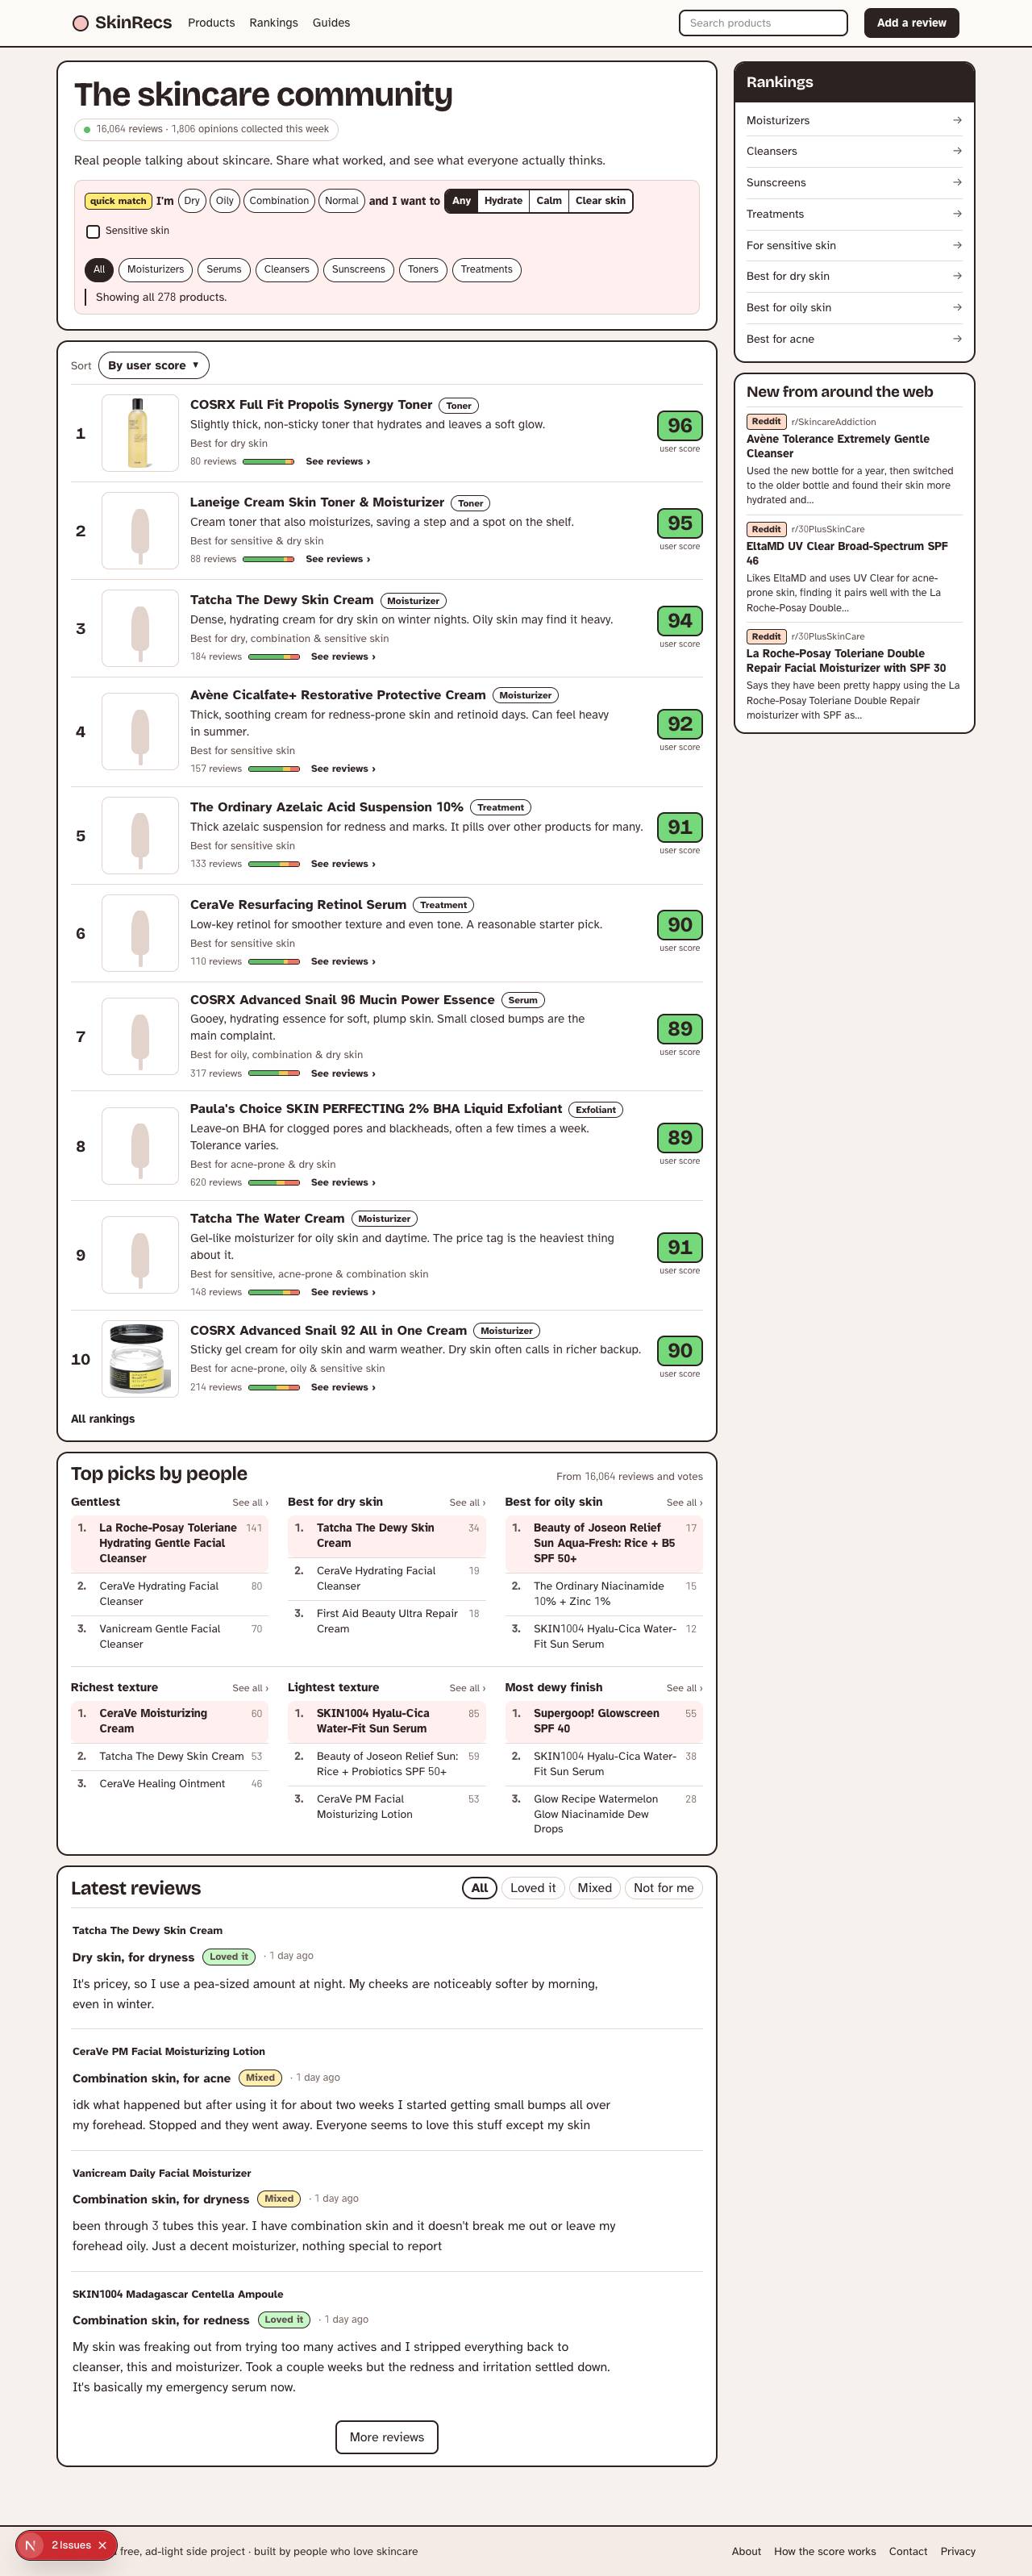 SkinRecs
Products
Rankings
Guides
Search products
Add a review
The skincare community
16,064 reviews · 1,806 opinions collected this week
Real people talking about skincare. Share what worked, and see what everyone actually thinks.
quick match I'm Dry Oily Combination Normal and I want to Any Hydrate Calm Clear skin
Sensitive skin
All Moisturizers Serums Cleansers Sunscreens Toners Treatments
Showing all 278 products.
Sort By user score ▼
1
COSRX Full Fit Propolis Synergy Toner Toner
Slightly thick, non-sticky toner that hydrates and leaves a soft glow.
Best for dry skin
80 reviews See reviews ›
96
user score
2
Laneige Cream Skin Toner & Moisturizer Toner
Cream toner that also moisturizes, saving a step and a spot on the shelf.
Best for sensitive & dry skin
88 reviews See reviews ›
95
user score
3
Tatcha The Dewy Skin Cream Moisturizer
Dense, hydrating cream for dry skin on winter nights. Oily skin may find it heavy.
Best for dry, combination & sensitive skin
184 reviews See reviews ›
94
user score
4
Avène Cicalfate+ Restorative Protective Cream Moisturizer
Thick, soothing cream for redness-prone skin and retinoid days. Can feel heavy
in summer.
Best for sensitive skin
157 reviews See reviews ›
92
user score
5
The Ordinary Azelaic Acid Suspension 10% Treatment
Thick azelaic suspension for redness and marks. It pills over other products for many.
Best for sensitive skin
133 reviews See reviews ›
91
user score
6
CeraVe Resurfacing Retinol Serum Treatment
Low-key retinol for smoother texture and even tone. A reasonable starter pick.
Best for sensitive skin
110 reviews See reviews ›
90
user score
7
COSRX Advanced Snail 96 Mucin Power Essence Serum
Gooey, hydrating essence for soft, plump skin. Small closed bumps are the
main complaint.
Best for oily, combination & dry skin
317 reviews See reviews ›
89
user score
8
Paula's Choice SKIN PERFECTING 2% BHA Liquid Exfoliant Exfoliant
Leave-on BHA for clogged pores and blackheads, often a few times a week.
Tolerance varies.
Best for acne-prone & dry skin
620 reviews See reviews ›
89
user score
9
Tatcha The Water Cream Moisturizer
Gel-like moisturizer for oily skin and daytime. The price tag is the heaviest thing
about it.
Best for sensitive, acne-prone & combination skin
148 reviews See reviews ›
91
user score
10
COSRX Advanced Snail 92 All in One Cream Moisturizer
Sticky gel cream for oily skin and warm weather. Dry skin often calls in richer backup.
Best for acne-prone, oily & sensitive skin
214 reviews See reviews ›
90
user score
All rankings
Top picks by people
From 16,064 reviews and votes
Gentlest See all ›
1. La Roche-Posay Toleriane 141
Hydrating Gentle Facial
Cleanser
2. CeraVe Hydrating Facial 80
Cleanser
3. Vanicream Gentle Facial 70
Cleanser
Best for dry skin See all ›
1. Tatcha The Dewy Skin 34
Cream
2. CeraVe Hydrating Facial 19
Cleanser
3. First Aid Beauty Ultra Repair 18
Cream
Best for oily skin See all ›
1. Beauty of Joseon Relief 17
Sun Aqua-Fresh: Rice + B5
SPF 50+
2. The Ordinary Niacinamide 15
10% + Zinc 1%
3. SKIN1004 Hyalu-Cica Water- 12
Fit Sun Serum
Richest texture See all ›
1. CeraVe Moisturizing 60
Cream
2. Tatcha The Dewy Skin Cream 53
3. CeraVe Healing Ointment 46
Lightest texture See all ›
1. SKIN1004 Hyalu-Cica 85
Water-Fit Sun Serum
2. Beauty of Joseon Relief Sun: 59
Rice + Probiotics SPF 50+
3. CeraVe PM Facial 53
Moisturizing Lotion
Most dewy finish See all ›
1. Supergoop! Glowscreen 55
SPF 40
2. SKIN1004 Hyalu-Cica Water- 38
Fit Sun Serum
3. Glow Recipe Watermelon 28
Glow Niacinamide Dew
Drops
Latest reviews
All Loved it Mixed Not for me
Tatcha The Dewy Skin Cream
Dry skin, for dryness Loved it · 1 day ago
It's pricey, so I use a pea-sized amount at night. My cheeks are noticeably softer by morning,
even in winter.
CeraVe PM Facial Moisturizing Lotion
Combination skin, for acne Mixed · 1 day ago
idk what happened but after using it for about two weeks I started getting small bumps all over
my forehead. Stopped and they went away. Everyone seems to love this stuff except my skin
Vanicream Daily Facial Moisturizer
Combination skin, for dryness Mixed · 1 day ago
been through 3 tubes this year. I have combination skin and it doesn't break me out or leave my
forehead oily. Just a decent moisturizer, nothing special to report
SKIN1004 Madagascar Centella Ampoule
Combination skin, for redness Loved it · 1 day ago
My skin was freaking out from trying too many actives and I stripped everything back to
cleanser, this and moisturizer. Took a couple weeks but the redness and irritation settled down.
It's basically my emergency serum now.
More reviews
Rankings
Moisturizers →
Cleansers →
Sunscreens →
Treatments →
For sensitive skin →
Best for dry skin →
Best for oily skin →
Best for acne →
New from around the web
Reddit r/SkincareAddiction
Avène Tolerance Extremely Gentle
Cleanser
Used the new bottle for a year, then switched
to the older bottle and found their skin more
hydrated and...
Reddit r/30PlusSkinCare
EltaMD UV Clear Broad-Spectrum SPF
46
Likes EltaMD and uses UV Clear for acne-
prone skin, finding it pairs well with the La
Roche-Posay Double...
Reddit r/30PlusSkinCare
La Roche-Posay Toleriane Double
Repair Facial Moisturizer with SPF 30
Says they have been pretty happy using the La
Roche-Posay Toleriane Double Repair
moisturizer with SPF as...
N 2 Issues ✕
free, ad-light side project · built by people who love skincare
About
How the score works
Contact
Privacy